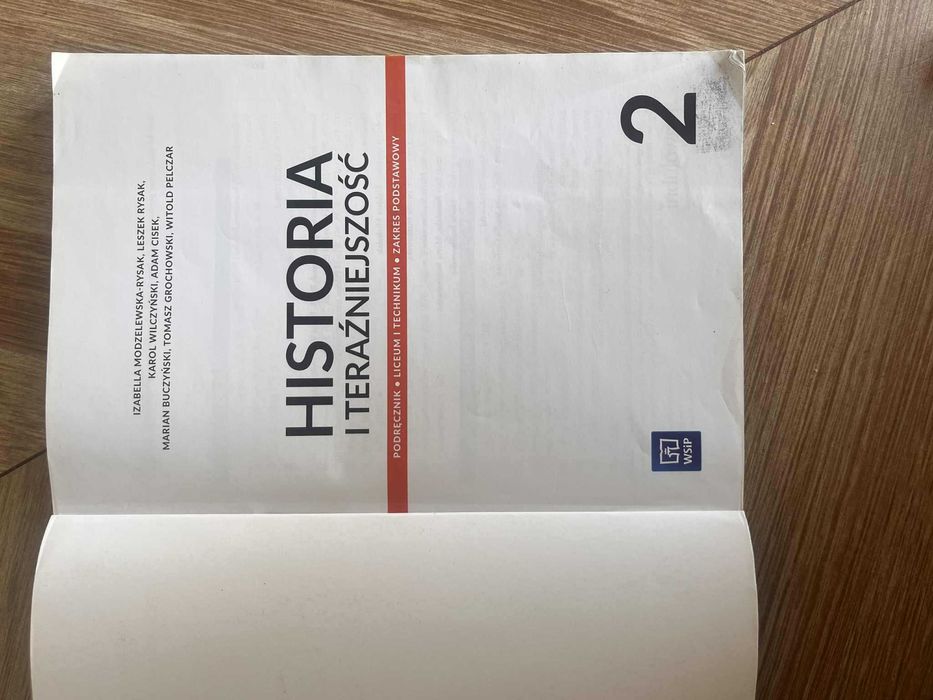 IZABELLA MODZELEWSKA-RYSAK, LESZEK RYSAK,
KAROL WILCZYŃSKI, ADAM CISEK,
MARIAN BUCZYŃSKI, TOMASZ GROCHOWSKI, WITOLD PELCZAR
HISTORIA
I TERAŹNIEJSZOŚĆ
PODRĘCZNIK • LICEUM I TECHNIKUM • ZAKRES PODSTAWOWY
WSiP
2